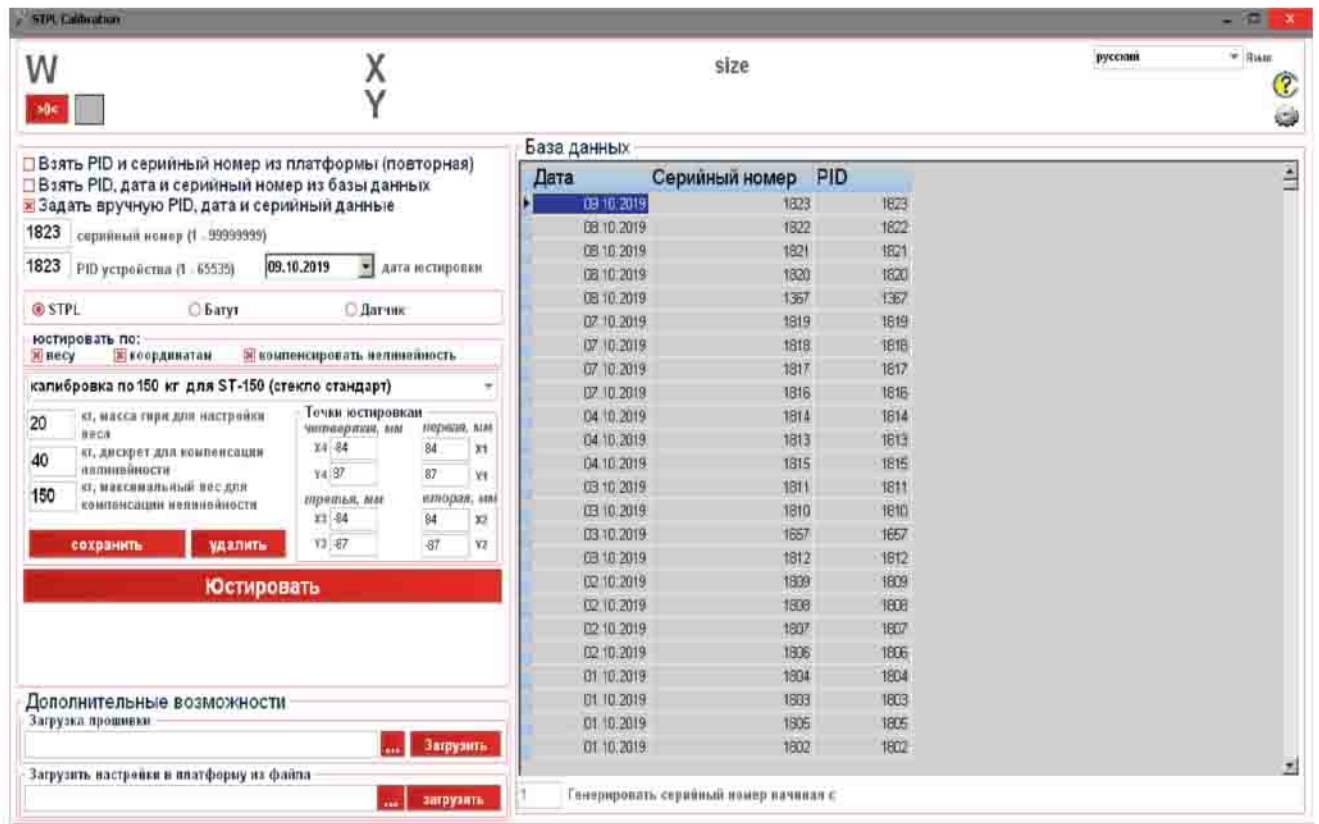 STPL Calibration
W
X
Y
size
русский
Язык
>0<
Взять PID и серийный номер из платформы (повторная)
Взять PID, дата и серийный номер из базы данных
Задать вручную PID, дата и серийный данные
1823 серийный номер (1 - 99999999)
1823 PID устройства (1 - 65535) 09.10.2019 дата юстировки
STPL Батут Датчик
юстировать по:
весу координатам компенсировать нелинейность
калибровка по 150 кг для ST-150 (стекло стандарт)
20 кг, масса гири для настройки веса
40 кг, дискрет для компенсации нелинейности
150 кг, максимальный вес для компенсации нелинейности
сохранить удалить
Точки юстировкаи
четвертая, мм первая, мм
X4 -84 84 X1
Y4 87 87 Y1
третья, мм вторая, мм
X3 -84 84 X2
Y3 -87 -87 Y2
Юстировать
Дополнительные возможности
Загрузка прошивки
... Загрузить
Загрузить настройки в платформу из файла
... загрузить
База данных
Дата Серийный номер PID
09.10.2019 1823 1823
08.10.2019 1822 1822
08.10.2019 1821 1821
08.10.2019 1820 1820
08.10.2019 1367 1367
07.10.2019 1819 1819
07.10.2019 1818 1818
07.10.2019 1817 1817
07.10.2019 1816 1816
04.10.2019 1814 1814
04.10.2019 1813 1813
04.10.2019 1815 1815
03.10.2019 1811 1811
03.10.2019 1810 1810
03.10.2019 1657 1657
03.10.2019 1812 1812
02.10.2019 1809 1809
02.10.2019 1808 1808
02.10.2019 1807 1807
02.10.2019 1806 1806
01.10.2019 1804 1804
01.10.2019 1803 1803
01.10.2019 1805 1805
01.10.2019 1802 1802
1 Генерировать серийный номер начиная с